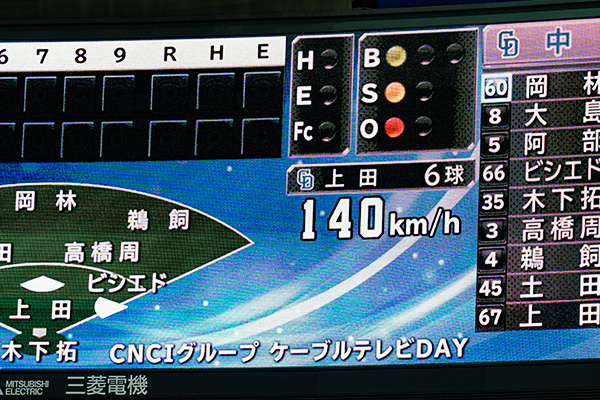 6 7 8 9 R H E
H B
E S
Fc O
上田 6球
140km/h
中
60 岡林
8 大島
5 阿部
66 ビシエド
35 木下拓
3 高橋周
4 鵜飼
45 土田
67 上田
岡林
鵜飼
田 高橋周
ビシエド
上田
木下拓
CNCIグループ ケーブルテレビDAY
MITSUBISHI ELECTRIC 三菱電機